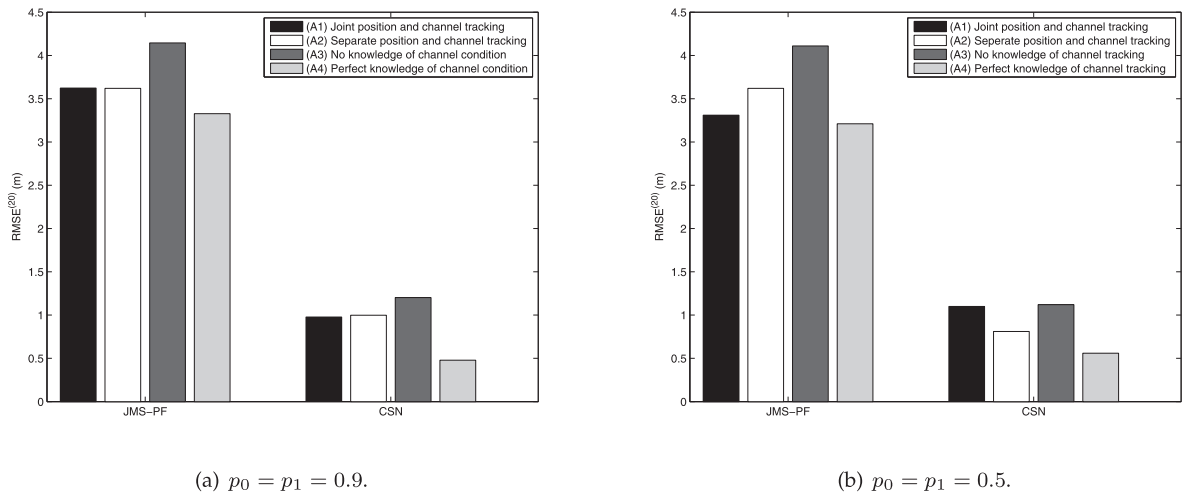 4.5
4
3.5
3
2.5
2
1.5
1
0.5
0
RMSE(20) (m)
(A1) Joint position and channel tracking
(A2) Separate position and channel tracking
(A3) No knowledge of channel condition
(A4) Perfect knowledge of channel condition
JMS-PF
CSN
(a) p0 = p1 = 0.9.
4.5
4
3.5
3
2.5
2
1.5
1
0.5
0
RMSE(20) (m)
(A1) Joint position and channel tracking
(A2) Seperate position and channel tracking
(A3) No knowledge of channel tracking
(A4) Perfect knowledge of channel tracking
JMS-PF
CSN
(b) p0 = p1 = 0.5.